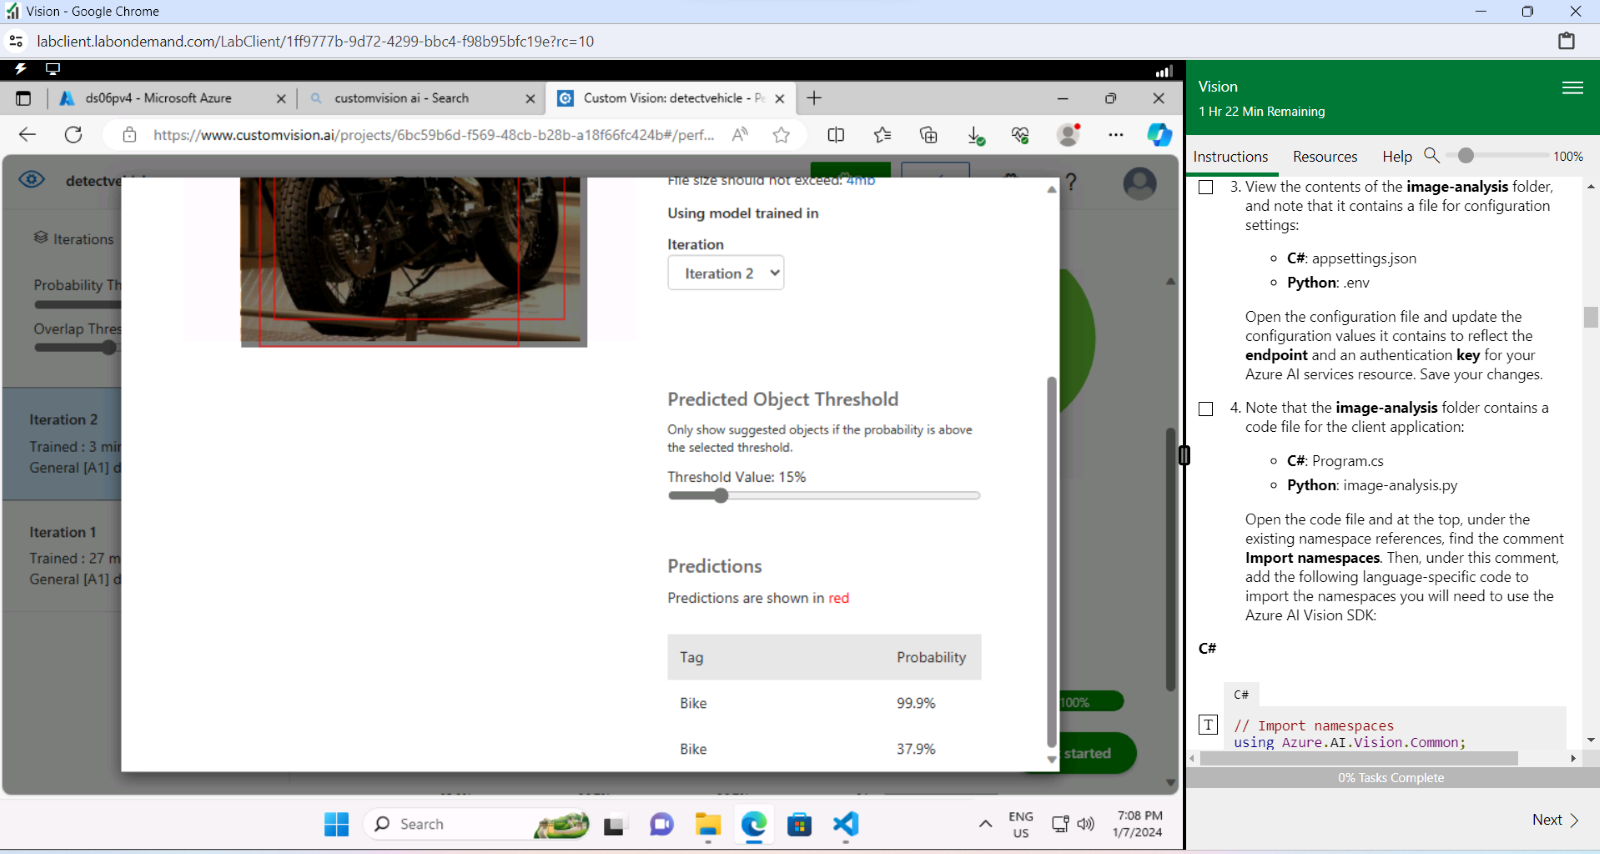 Vision - Google Chrome
labclient.labondemand.com/LabClient/1ff9777b-9d72-4299-bbc4-f98b95bfc19e?rc=10
ds06pv4 - Microsoft Azure
customvision ai - Search
Custom Vision: detectvehicle - Pe
https://www.customvision.ai/projects/6bc59b6d-f569-48cb-b28b-a18f66fc424b#/perf...
detectve
Iterations
Probability Th
Overlap Thres
Iteration 2
Trained : 3 min
General [A1] d
Iteration 1
Trained : 27 m
General [A1] d
File size should not exceed: 4mb
Using model trained in
Iteration
Iteration 2
Predicted Object Threshold
Only show suggested objects if the probability is above
the selected threshold.
Threshold Value: 15%
Predictions
Predictions are shown in red
Tag Probability
Bike 99.9%
Bike 37.9%
100%
started
Search
ENG
US
7:08 PM
1/7/2024
Vision
1 Hr 22 Min Remaining
Instructions Resources Help 100%
3. View the contents of the image-analysis folder,
and note that it contains a file for configuration
settings:
C#: appsettings.json
Python: .env
Open the configuration file and update the
configuration values it contains to reflect the
endpoint and an authentication key for your
Azure AI services resource. Save your changes.
4. Note that the image-analysis folder contains a
code file for the client application:
C#: Program.cs
Python: image-analysis.py
Open the code file and at the top, under the
existing namespace references, find the comment
Import namespaces. Then, under this comment,
add the following language-specific code to
import the namespaces you will need to use the
Azure AI Vision SDK:
C#
C#
T
// Import namespaces
using Azure.AI.Vision.Common;
0% Tasks Complete
Next